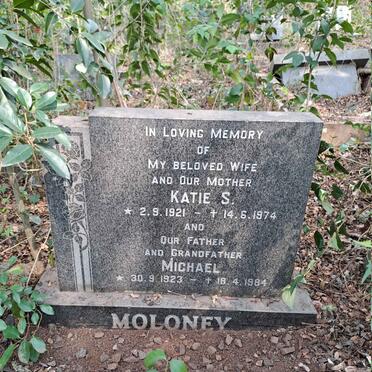 In Loving Memory
of
My Beloved Wife
and Our Mother
Katie S.
* 2.9.1921 - † 14.6.1974
and
Our Father
and Grandfather
Michael
* 30.9.1923 - † 18.4.1984
MOLONEY